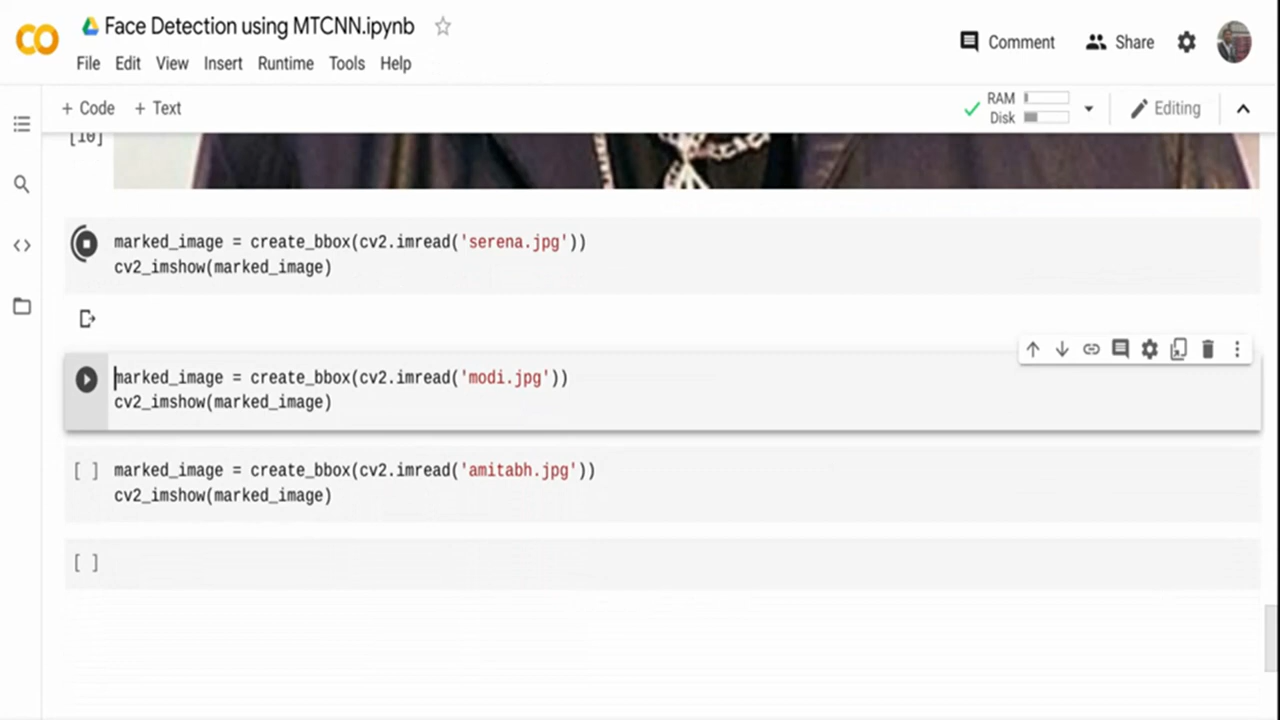 Face Detection using MTCNN.ipynb
Comment
Share
File Edit View Insert Runtime Tools Help
+ Code + Text
RAM
Disk
Editing
[10]
marked_image = create_bbox(cv2.imread('serena.jpg'))
cv2_imshow(marked_image)
marked_image = create_bbox(cv2.imread('modi.jpg'))
cv2_imshow(marked_image)
[ ] marked_image = create_bbox(cv2.imread('amitabh.jpg'))
cv2_imshow(marked_image)
[ ]